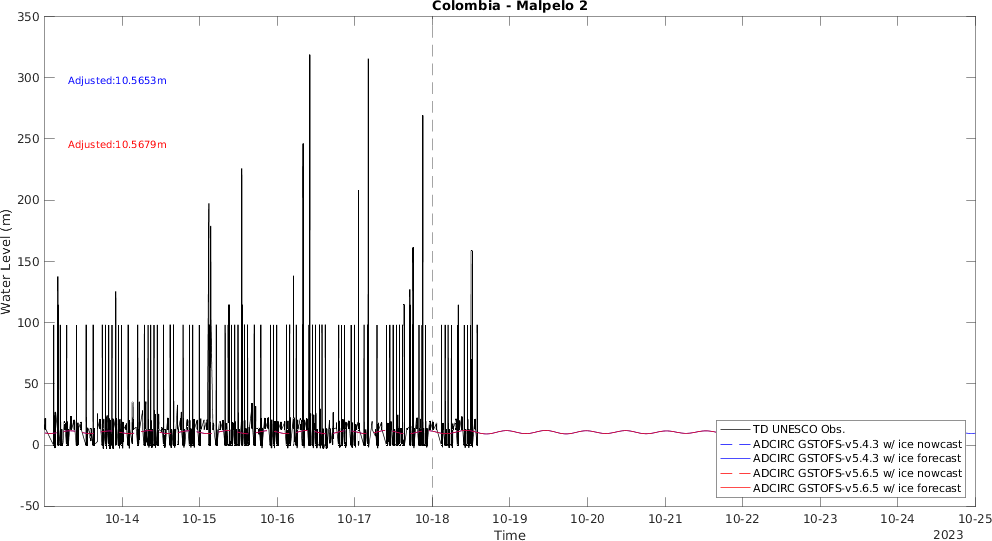 Colombia - Malpelo 2
350
300
250
200
150
100
50
0
-50
Water Level (m)
Adjusted:10.5653m
Adjusted:10.5679m
TD UNESCO Obs.
ADCIRC GSTOFS-v5.4.3 w/ ice nowcast
ADCIRC GSTOFS-v5.4.3 w/ ice forecast
ADCIRC GSTOFS-v5.6.5 w/ ice nowcast
ADCIRC GSTOFS-v5.6.5 w/ ice forecast
10-14 10-15 10-16 10-17 10-18 10-19 10-20 10-21 10-22 10-23 10-24 10-25
Time
2023